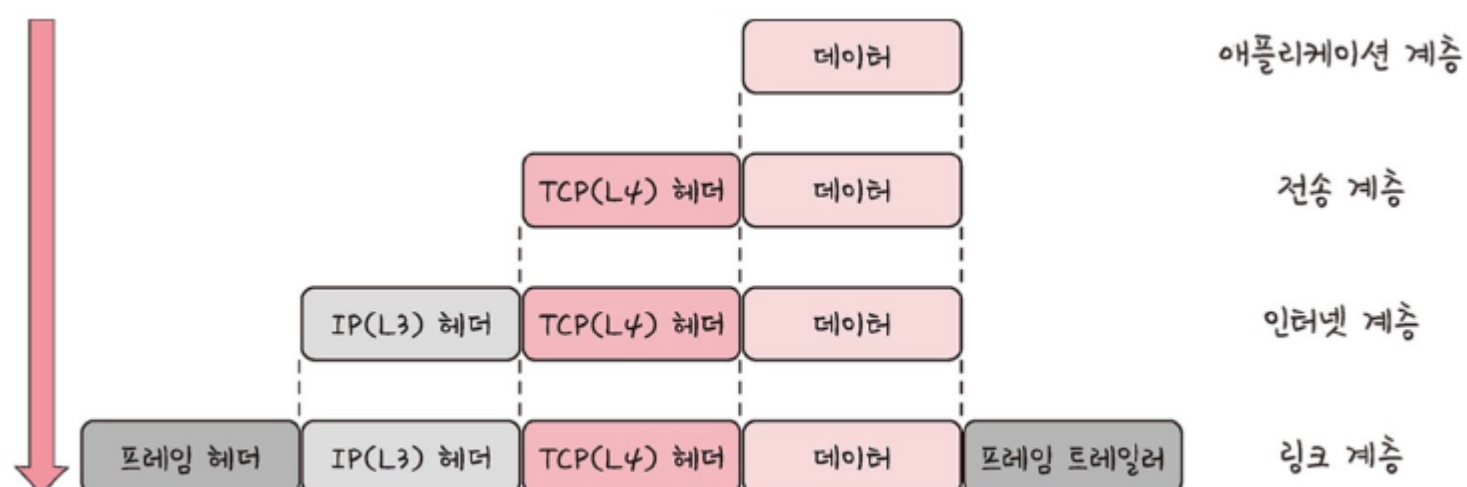 데이터 애플리케이션 계층
TCP(L4) 헤더 데이터 전송 계층
IP(L3) 헤더 TCP(L4) 헤더 데이터 인터넷 계층
프레임 헤더 IP(L3) 헤더 TCP(L4) 헤더 데이터 프레임 트레일러 링크 계층